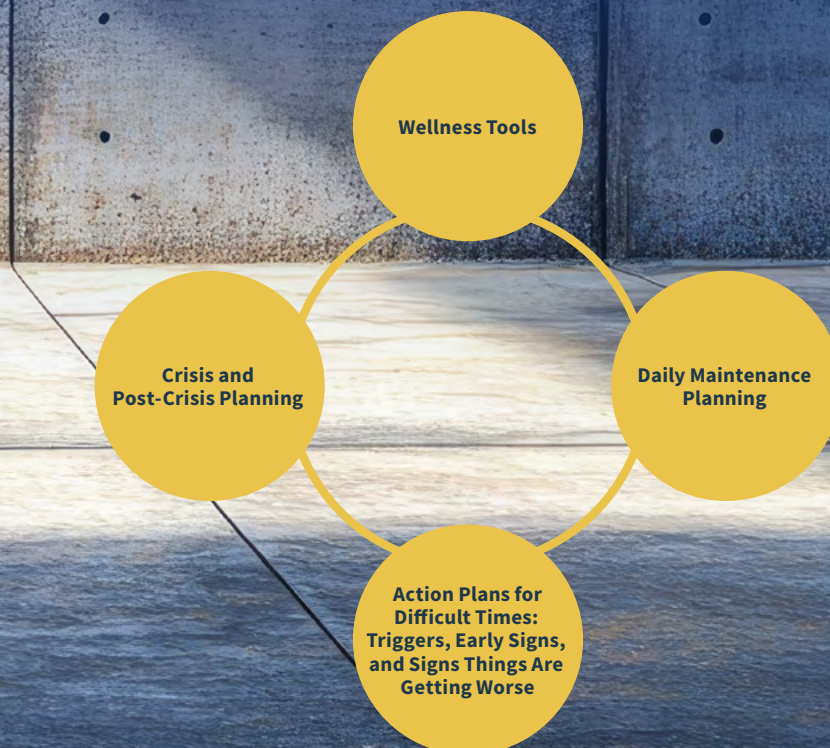 Wellness Tools
Daily Maintenance
Planning
Action Plans for
Difficult Times:
Triggers, Early Signs,
and Signs Things Are
Getting Worse
Crisis and
Post-Crisis Planning